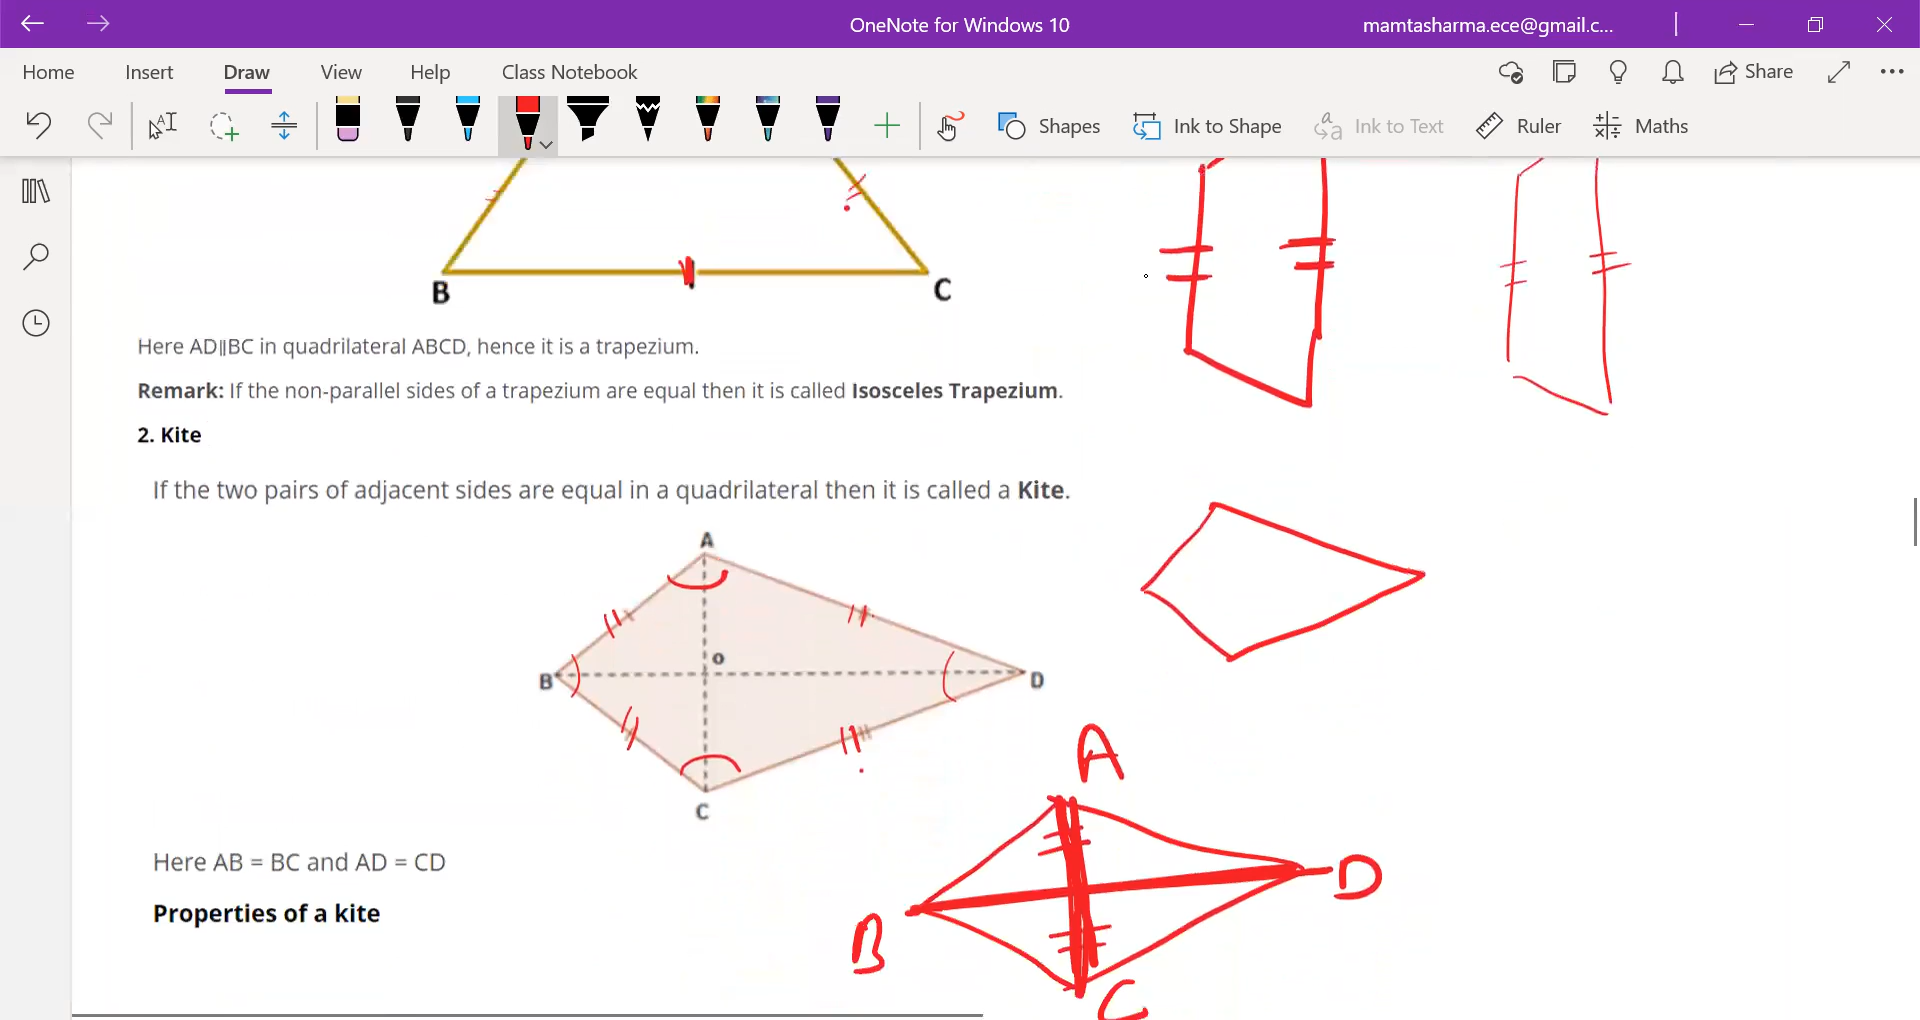 OneNote for Windows 10
mamtasharma.ece@gmail.c...
Home Insert Draw View Help Class Notebook Share
Shapes Ink to Shape Ink to Text Ruler Maths
B C
Here AD∥BC in quadrilateral ABCD, hence it is a trapezium.
Remark: If the non-parallel sides of a trapezium are equal then it is called Isosceles Trapezium.
2. Kite
If the two pairs of adjacent sides are equal in a quadrilateral then it is called a Kite.
A
O
B D
C
A
D
B
C
Here AB = BC and AD = CD
Properties of a kite